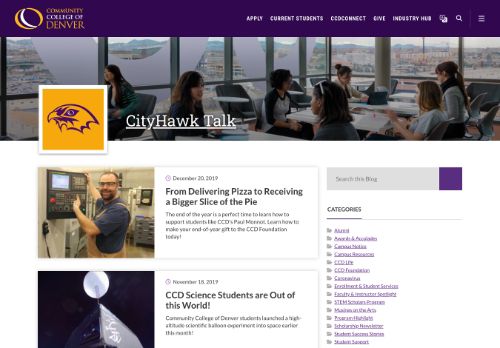 COMMUNITY
COLLEGE OF
DENVER
APPLY CURRENT STUDENTS CCDCONNECT GIVE INDUSTRY HUB
CityHawk Talk
December 20, 2019
From Delivering Pizza to Receiving
a Bigger Slice of the Pie
The end of the year is a perfect time to learn how to
support students like CCD's Paul Monnot. Learn how to
make your end-of-year gift to the CCD Foundation
today!
November 18, 2019
CCD Science Students are Out of
this World!
Community College of Denver students launched a high-
altitude scientific balloon experiment into space earlier
this month!
Search this Blog
CATEGORIES
Alumni
Awards & Accolades
Campus Notice
Campus Resources
CCD Life
CCD Foundation
Coronavirus
Enrollment & Student Services
Faculty & Instructor Spotlight
STEM Scholars Program
Musings on the Arts
Program Highlight
Scholarship Newsletter
Student Success Stories
Student Support